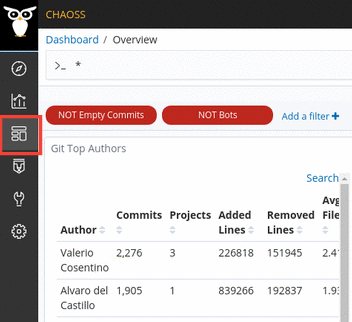 CHAOSS
Dashboard / Overview
>_ *
NOT Empty Commits NOT Bots Add a filter +
Git Top Authors
Search
Author Commits Projects Added Lines Removed Lines Avg File
Valerio Cosentino 2,276 3 226818 151945 2.41
Alvaro del Castillo 1,905 1 839266 192837 1.93